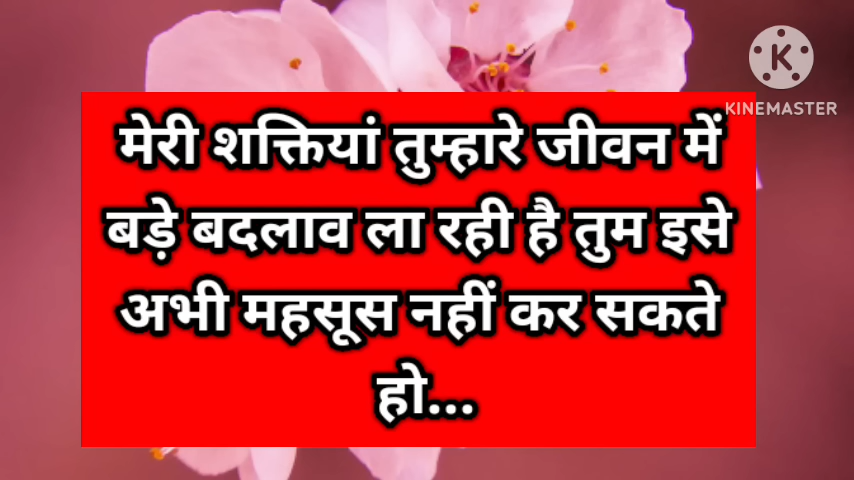 K
KINEMASTER
मेरी शक्तियां तुम्हारे जीवन में
बड़े बदलाव ला रही है तुम इसे
अभी महसूस नहीं कर सकते
हो...